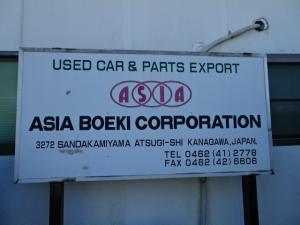 USED CAR & PARTS EXPORT
ASIA
ASIA BOEKI CORPORATION
3272 SANDAKAMIYAMA ATSUGI-SHI KANAGAWA, JAPAN.
TEL 0462 (41) 2778
FAX 0462 (42) 6606